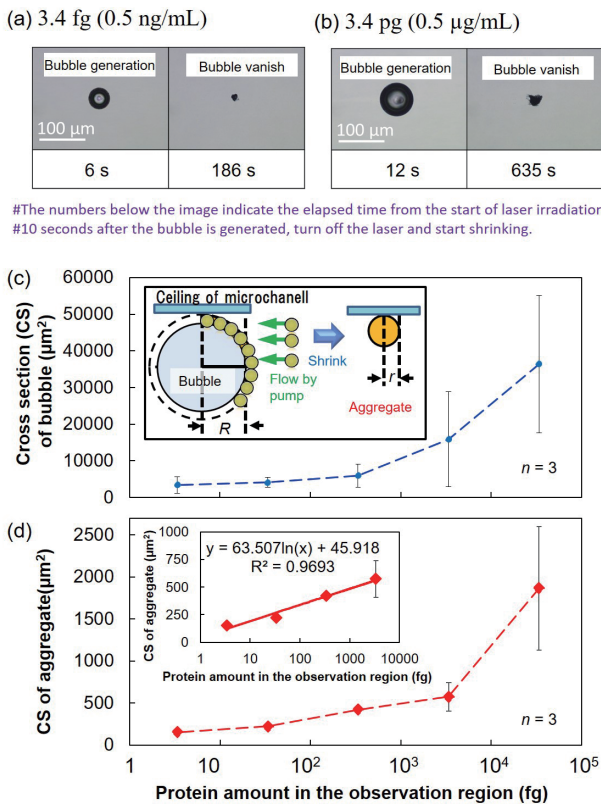 (a) 3.4 fg (0.5 ng/mL)
Bubble generation
Bubble vanish
100 µm
6 s
186 s
(b) 3.4 pg (0.5 µg/mL)
Bubble generation
Bubble vanish
100 µm
12 s
635 s
#The numbers below the image indicate the elapsed time from the start of laser irradiation
#10 seconds after the bubble is generated, turn off the laser and start shrinking.
(c)
Cross section (CS)
of bubble (µm²)
60000
50000
40000
30000
20000
10000
0
Ceiling of microchanell
Bubble
R
Flow by
pump
Shrink
r
Aggregate
n = 3
(d)
CS of aggregate(µm²)
2500
2000
1500
1000
500
0
CS of aggregate (µm²)
1000
750
500
250
0
y = 63.507ln(x) + 45.918
R² = 0.9693
1
10
100
1000
10000
Protein amount in the observation region (fg)
n = 3
1
10
10²
10³
10⁴
10⁵
Protein amount in the observation region (fg)